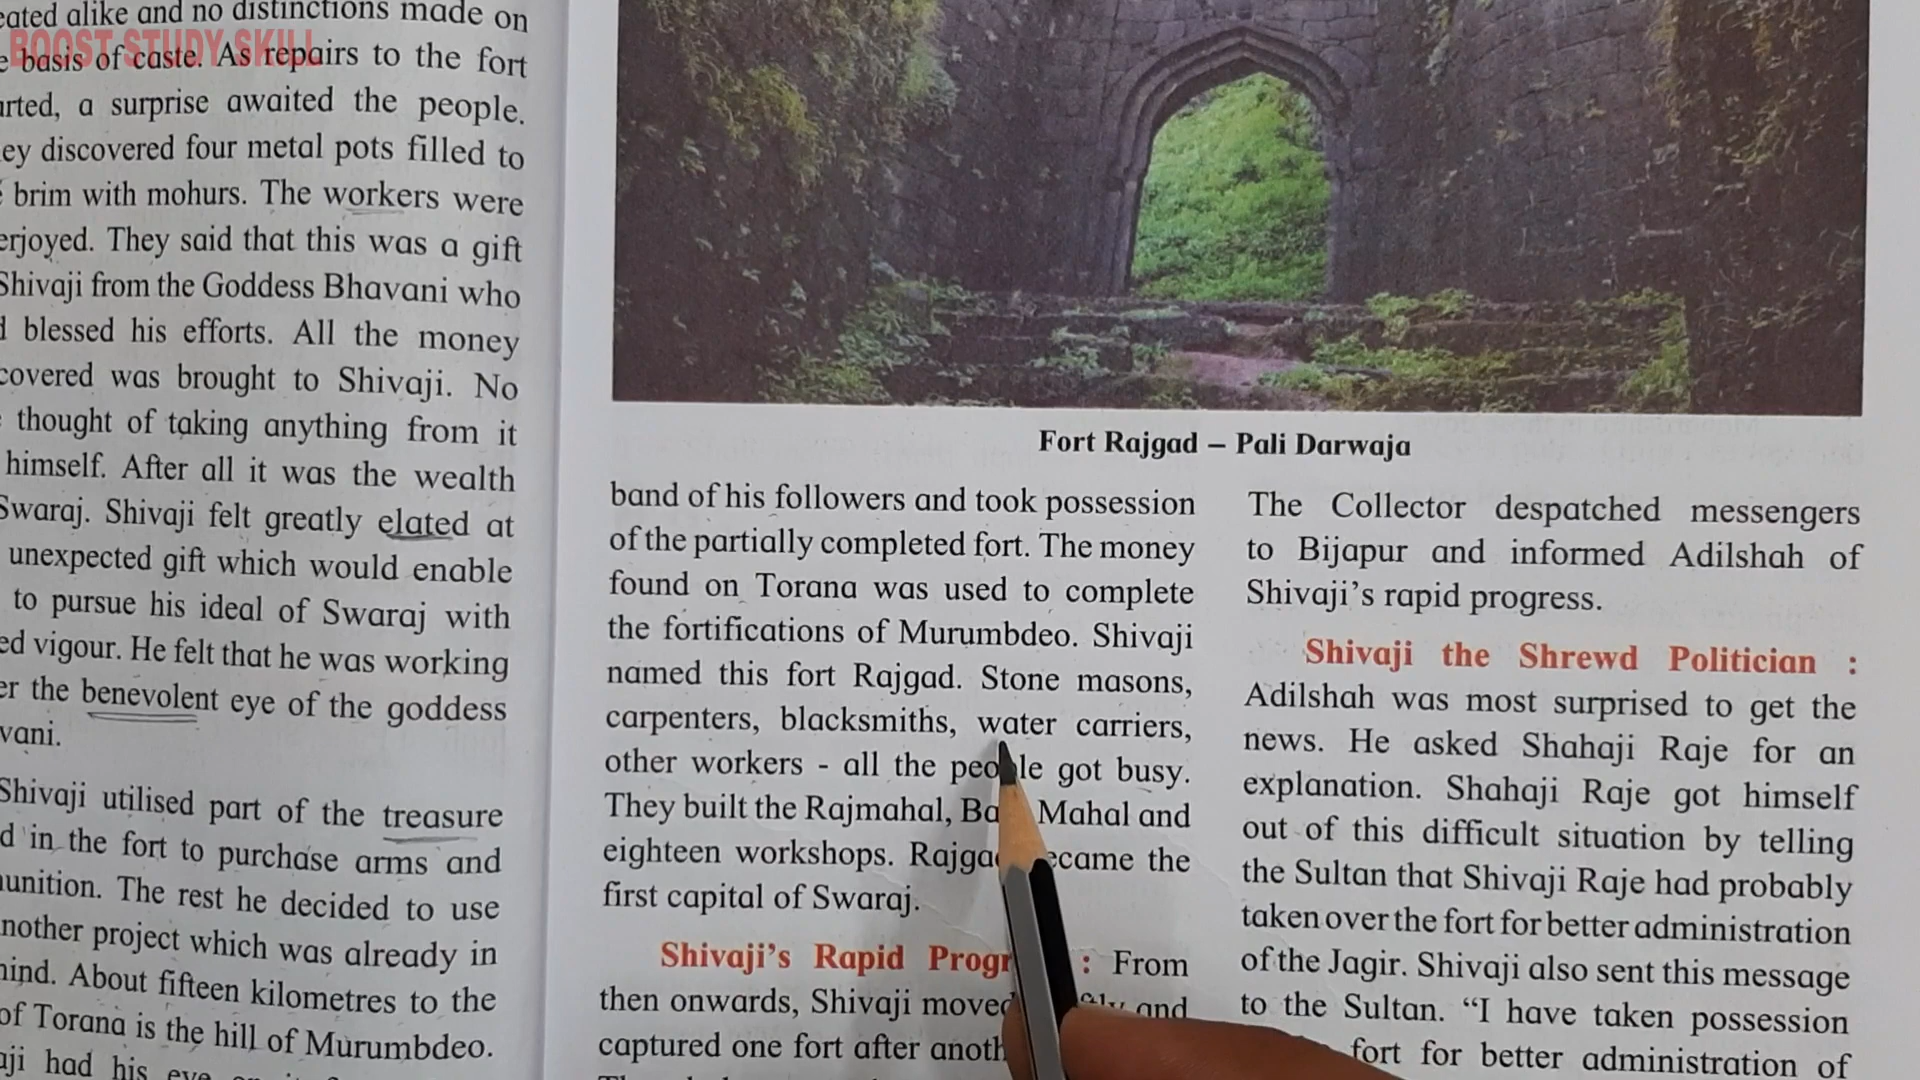 BOOST STUDY SKILL
alike and no distinctions made on
basis of caste. As repairs to the fort
a surprise awaited the people.
discovered four metal pots filled to
brim with mohurs. The workers were
They said that this was a gift
Shivaji from the Goddess Bhavani who
blessed his efforts. All the money
was brought to Shivaji. No
thought of taking anything from it
himself. After all it was the wealth
Swaraj. Shivaji felt greatly elated at
unexpected gift which would enable
to pursue his ideal of Swaraj with
vigour. He felt that he was working
the benevolent eye of the goddess
Shivaji utilised part of the treasure
in the fort to purchase arms and
The rest he decided to use
project which was already in
About fifteen kilometres to the
of Torana is the hill of Murumbdeo.
had his eye
Fort Rajgad – Pali Darwaja
band of his followers and took possession
of the partially completed fort. The money
found on Torana was used to complete
the fortifications of Murumbdeo. Shivaji
named this fort Rajgad. Stone masons,
carpenters, blacksmiths, water carriers,
other workers - all the people got busy.
They built the Rajmahal, Mahal and
eighteen workshops. the
first capital of Swaraj.
Shivaji's Rapid : From
then onwards, Shivaji moved and
captured one fort after
The Collector despatched messengers
to Bijapur and informed Adilshah of
Shivaji's rapid progress.
Shivaji the Shrewd Politician :
Adilshah was most surprised to get the
news. He asked Shahaji Raje for an
explanation. Shahaji Raje got himself
out of this difficult situation by telling
the Sultan that Shivaji Raje had probably
taken over the fort for better administration
of the Jagir. Shivaji also sent this message
to the Sultan. “I have taken possession
fort for better administration of